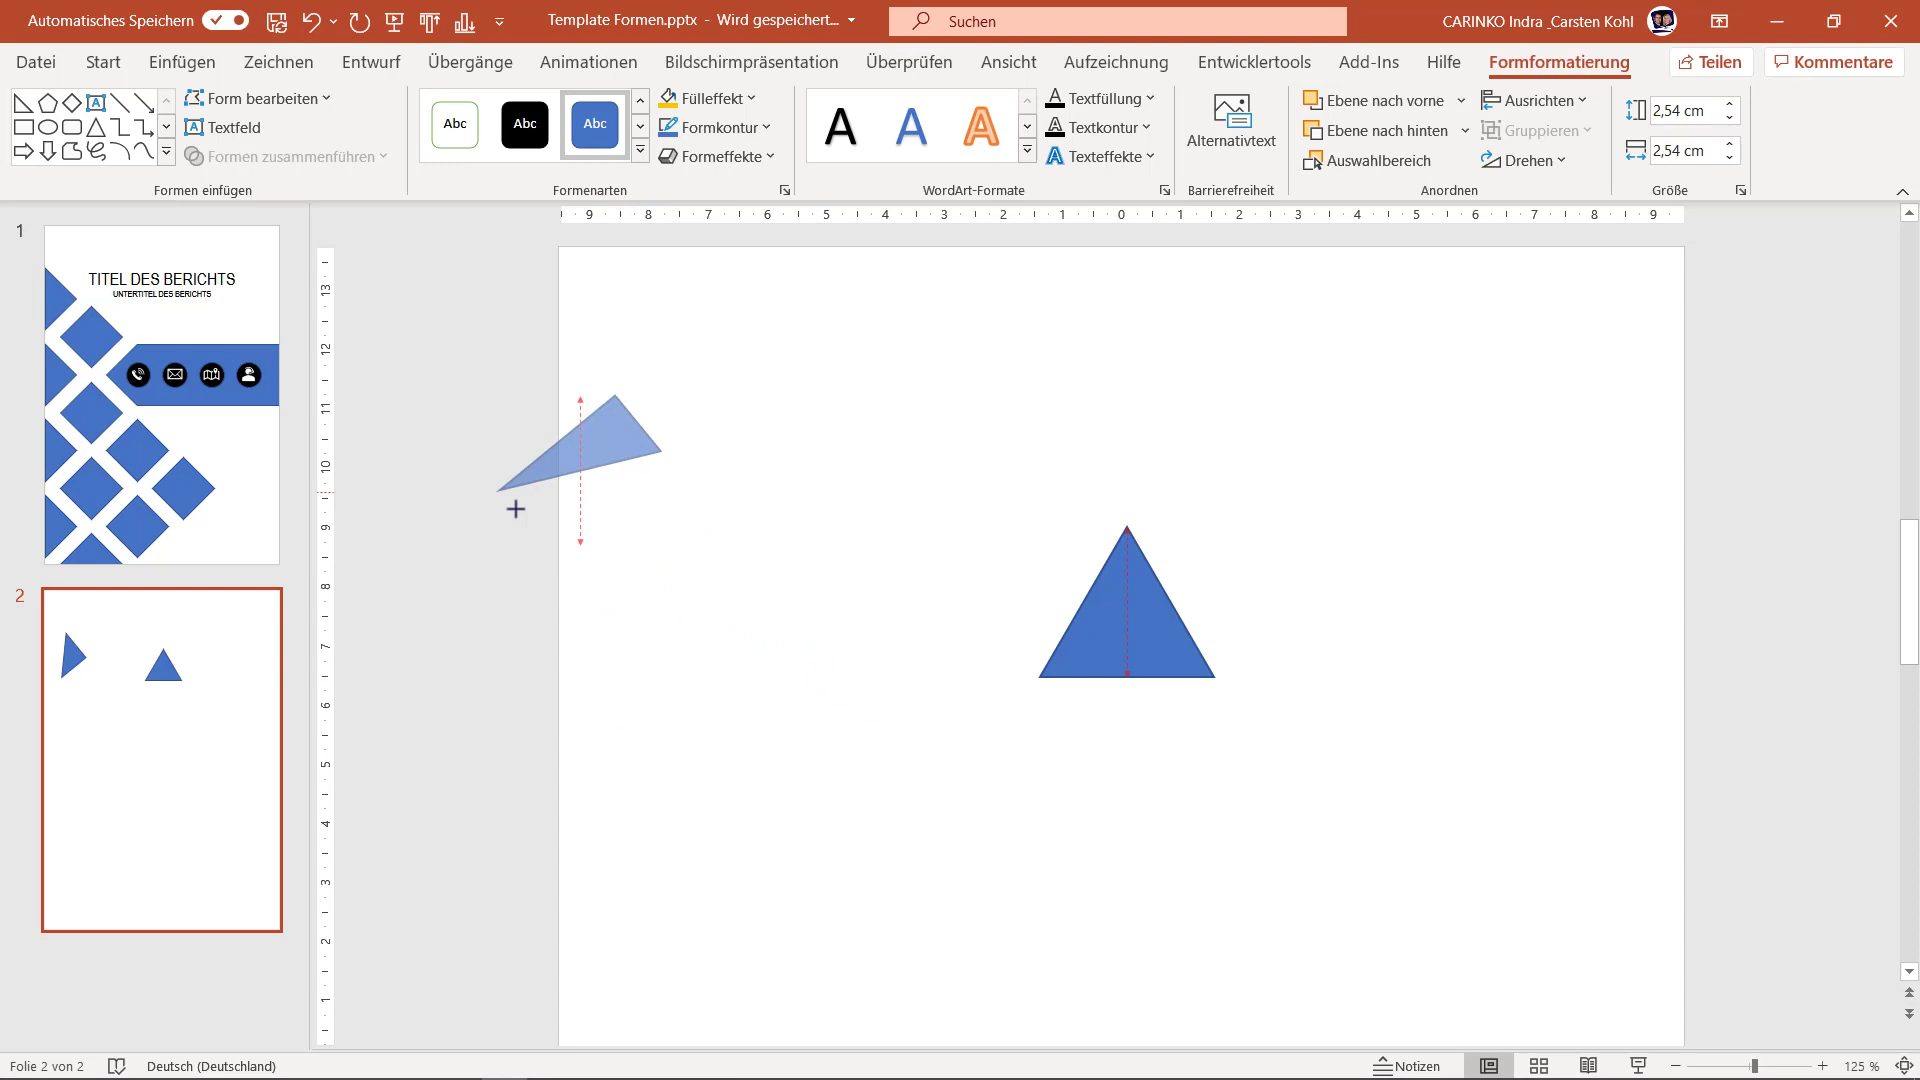 Automatisches Speichern
Template Formen.pptx - Wird gespeichert...
Suchen
CARINKO Indra _Carsten Kohl
Datei Start Einfügen Zeichnen Entwurf Übergänge Animationen Bildschirmpräsentation Überprüfen Ansicht Aufzeichnung Entwicklertools Add-Ins Hilfe Formformatierung Teilen Kommentare
Form bearbeiten
Textfeld
Formen zusammenführen
Formen einfügen
Abc Abc Abc
Fülleffekt
Formkontur
Formeffekte
Formenarten
A A A
Textfüllung
Textkontur
Texteffekte
WordArt-Formate
Alternativtext
Barrierefreiheit
Ebene nach vorne
Ebene nach hinten
Auswahlbereich
Ausrichten
Gruppieren
Drehen
Anordnen
2,54 cm
2,54 cm
Größe
9 8 7 6 5 4 3 2 1 0 1 2 3 4 5 6 7 8 9
13
12
11
10
9
8
7
6
5
4
3
2
1
1
TITEL DES BERICHTS
UNTERTITEL DES BERICHTS
2
Folie 2 von 2
Deutsch (Deutschland)
Notizen
125 %